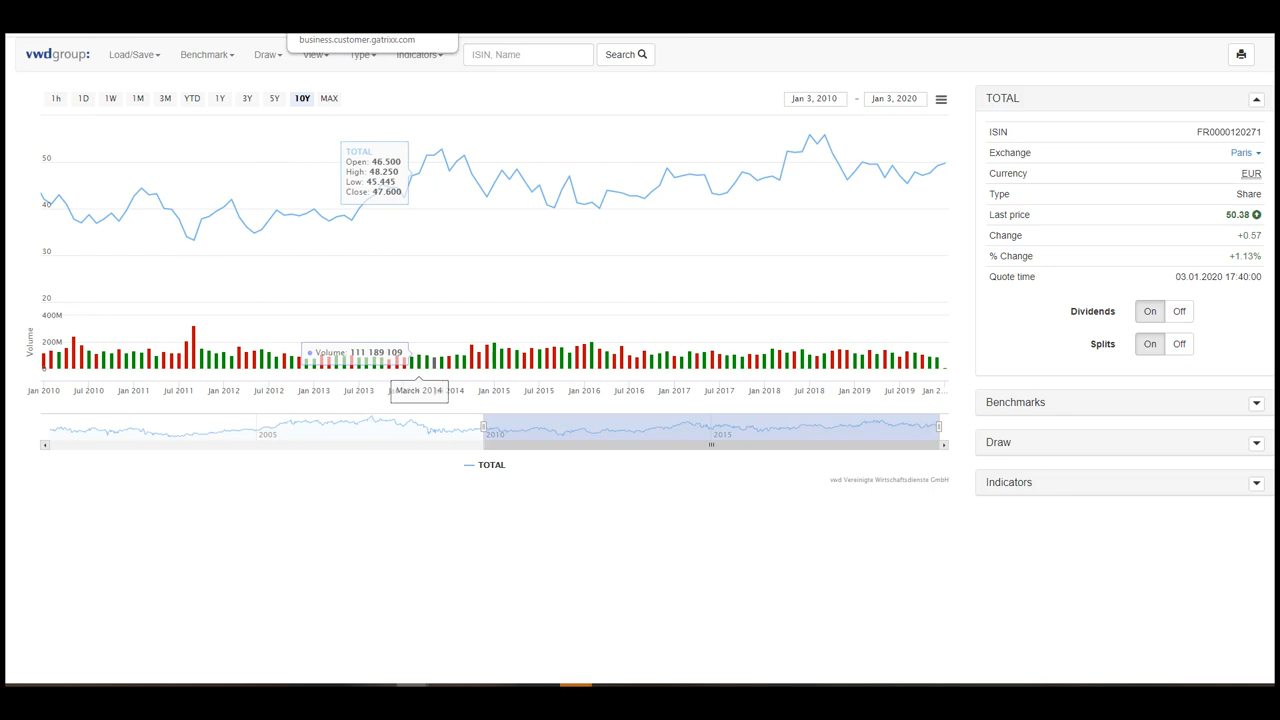 business.customer.gatrixx.com
vwdgroup: Load/Save Benchmark Draw View Type Indicators ISIN, Name Search
1h 1D 1W 1M 3M YTD 1Y 3Y 5Y 10Y MAX Jan 3, 2010 - Jan 3, 2020
50
40
30
20
TOTAL
Open: 46.500
High: 48.250
Low: 45.445
Close: 47.600
400M
200M
0
Volume
Volume: 111 189 109
Jan 2010 Jul 2010 Jan 2011 Jul 2011 Jan 2012 Jul 2012 Jan 2013 Jul 2013 2014 Jan 2015 Jul 2015 Jan 2016 Jul 2016 Jan 2017 Jul 2017 Jan 2018 Jul 2018 Jan 2019 Jul 2019 Jan 2...
March 2014
2005 2010 2015
TOTAL
vwd Vereinigte Wirtschaftsdienste GmbH
TOTAL
ISIN FR0000120271
Exchange Paris
Currency EUR
Type Share
Last price 50.38
Change +0.57
% Change +1.13%
Quote time 03.01.2020 17:40:00
Dividends On Off
Splits On Off
Benchmarks
Draw
Indicators